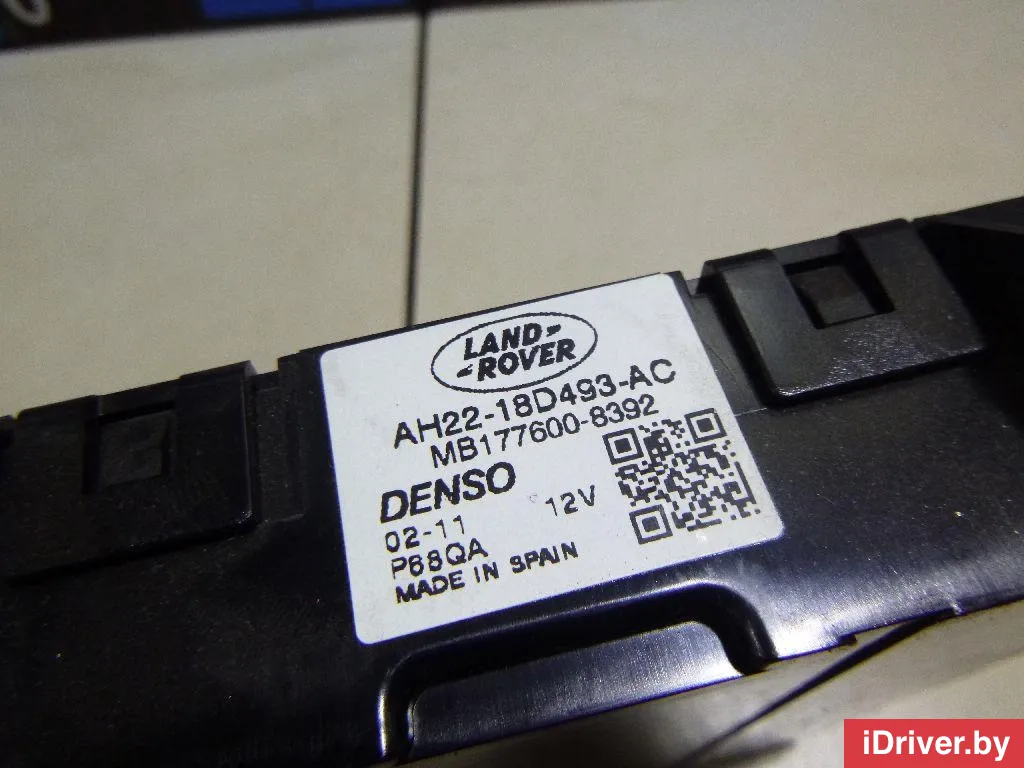 LAND-
-ROVER
AH22-18D493-AC
MB177600-8392
DENSO
02-11 12V
P68QA
MADE IN SPAIN
iDriver.by